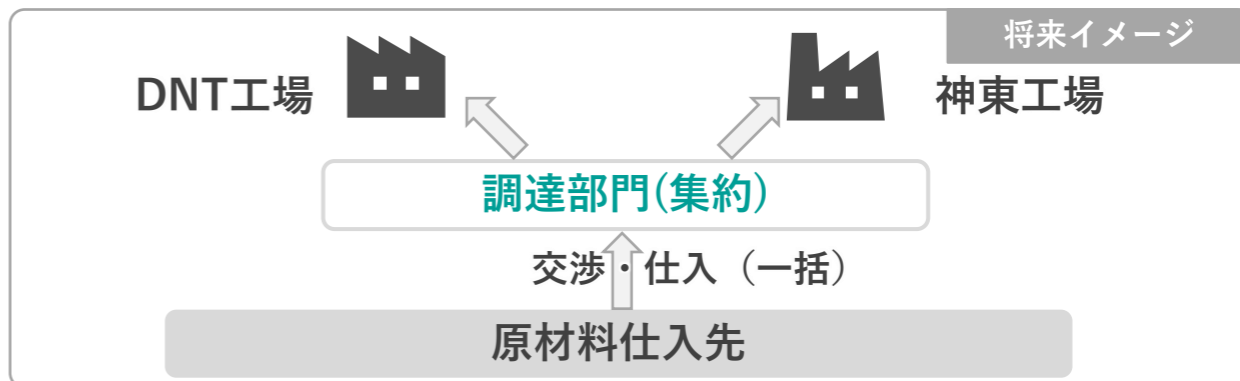 将来イメージ
DNT工場
神東工場
調達部門(集約)
交渉・仕入（一括）
原材料仕入先